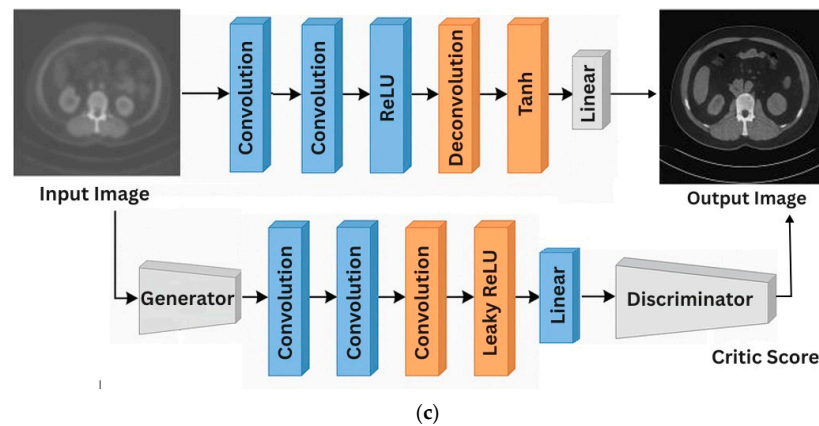 Convolution
Convolution
ReLU
Deconvolution
Tanh
Linear
Input Image
Output Image
Generator
Convolution
Convolution
Convolution
Leaky ReLU
Linear
Discriminator
Critic Score
(c)